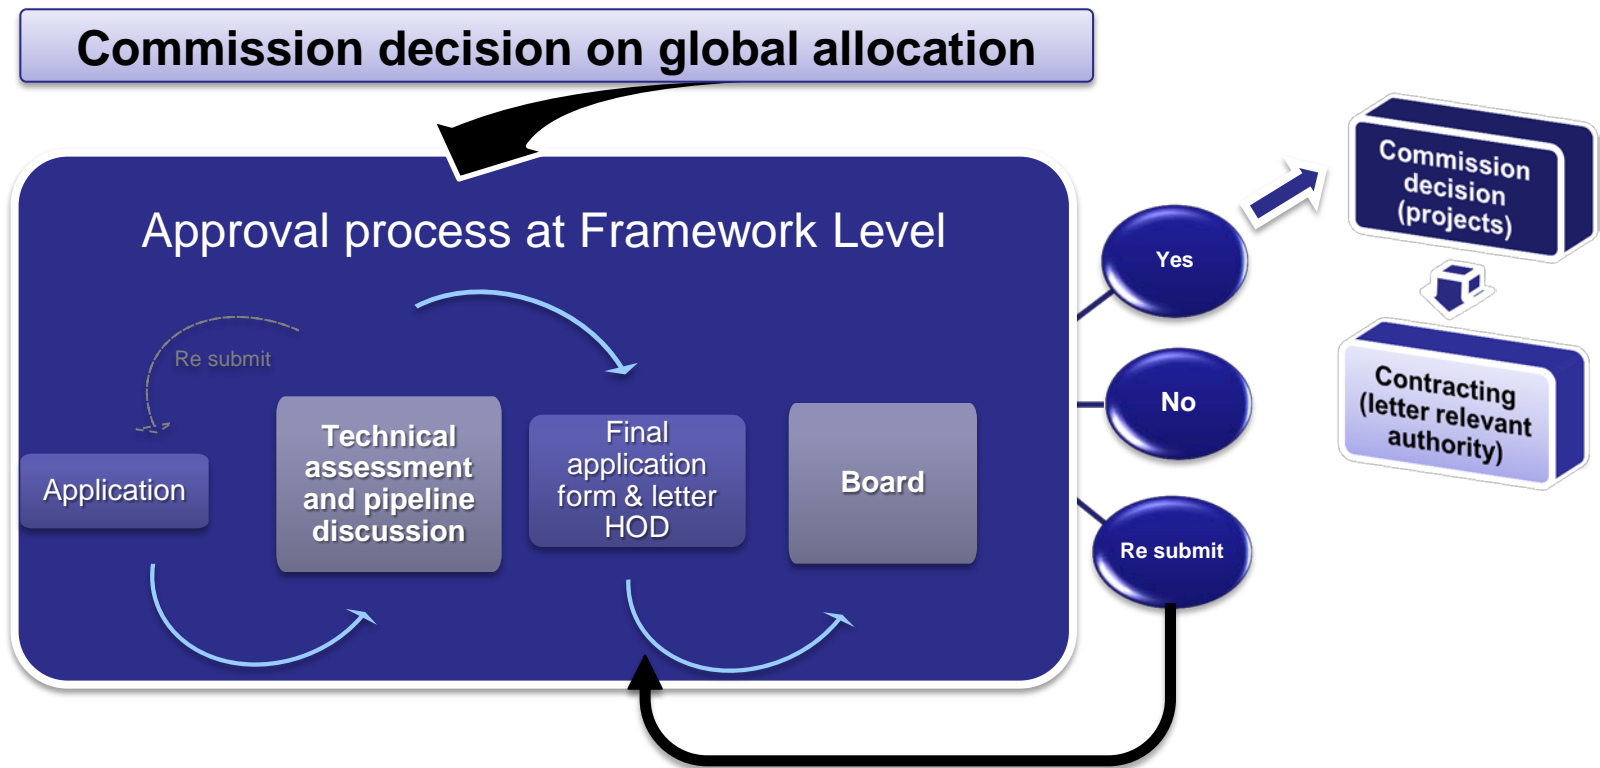 Commission decision on global allocation
Approval process at Framework Level
Re submit
Application
Technical
assessment
and pipeline
discussion
Final
application
form & letter
HOD
Board
Yes
No
Re submit
Commission
decision
(projects)
Contracting
(letter relevant
authority)